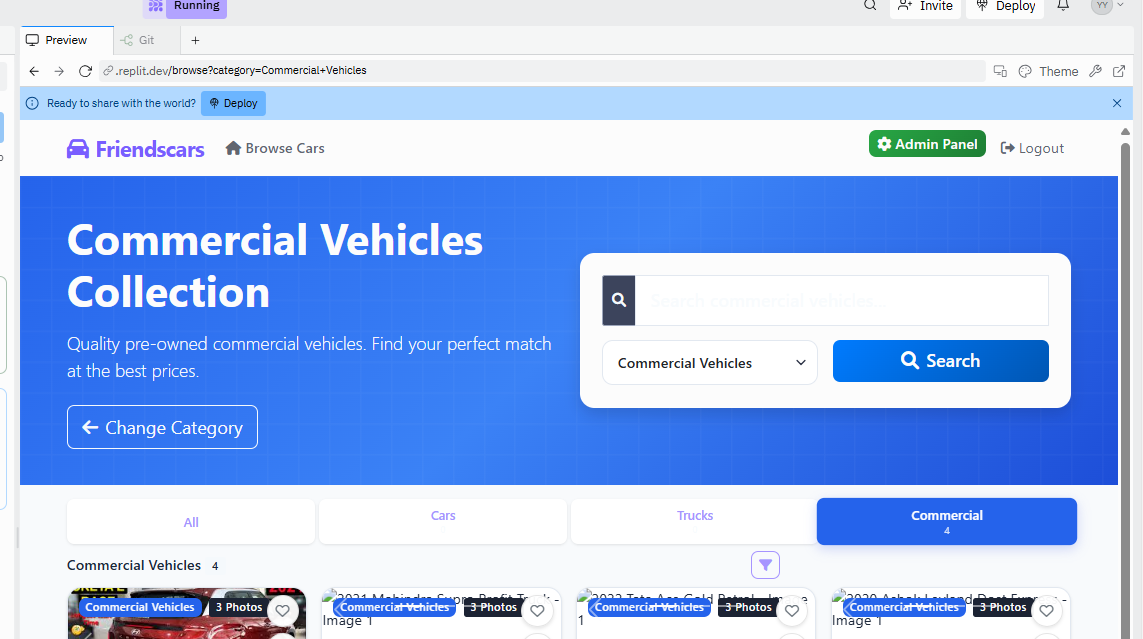 Running
Invite
Deploy
YY
Preview
Git
.replit.dev/browse?category=Commercial+Vehicles
Theme
Ready to share with the world?
Deploy
Friendscars
Browse Cars
Admin Panel
Logout
Commercial Vehicles
Collection
Quality pre-owned commercial vehicles. Find your perfect match
at the best prices.
Change Category
Search commercial vehicles...
Commercial Vehicles
Search
All
Cars
Trucks
Commercial
4
Commercial Vehicles 4
Commercial Vehicles
3 Photos
2021 Mahindra Supro Profit Truck -
Image 1
Commercial Vehicles
3 Photos
2022 Tata Ace Gold Petrol - Image
1
Commercial Vehicles
3 Photos
2020 Ashok Leyland Dost
Image 1
Commercial Vehicles
3 Photos